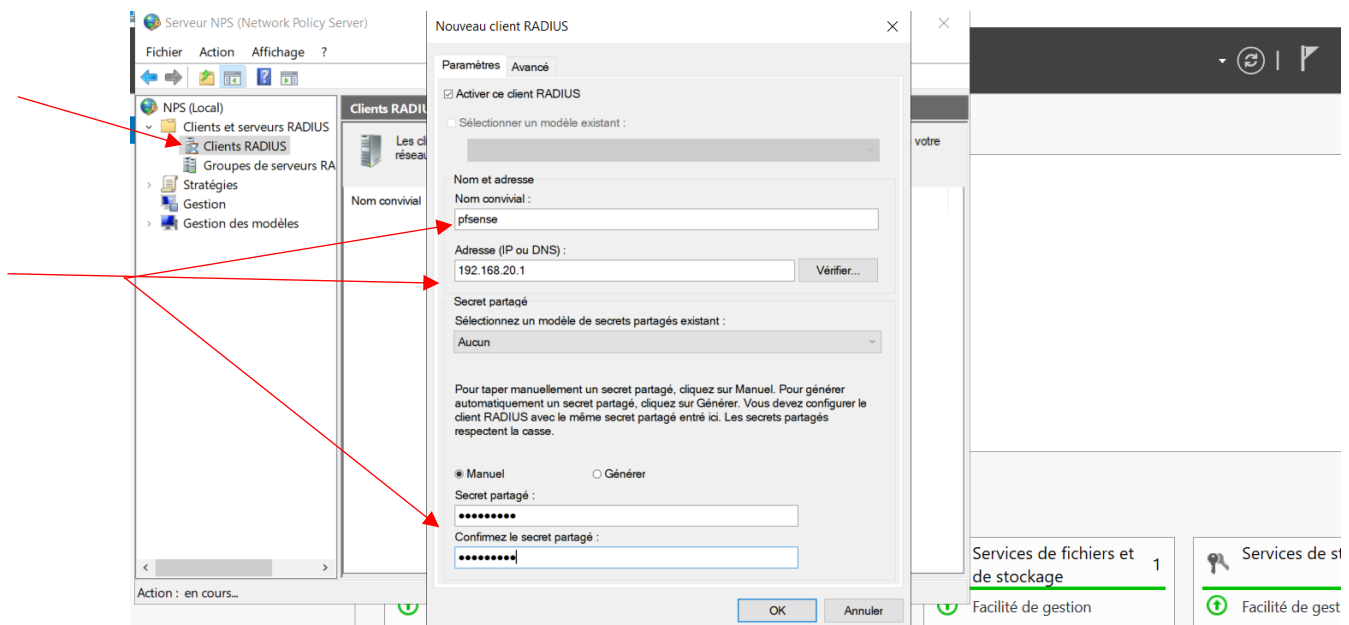 Serveur NPS (Network Policy Server)
Fichier Action Affichage ?
NPS (Local)
Clients et serveurs RADIUS
Clients RADIUS
Groupes de serveurs RA
Stratégies
Gestion
Gestion des modèles
Clients RADIU
Les cl
réseau
votre
Nom convivial
Action : en cours...
Nouveau client RADIUS
Paramètres Avancé
Activer ce client RADIUS
Sélectionner un modèle existant :
Nom et adresse
Nom convivial :
pfsense
Adresse (IP ou DNS) :
192.168.20.1
Vérifier...
Secret partagé
Sélectionnez un modèle de secrets partagés existant :
Aucun
Pour taper manuellement un secret partagé, cliquez sur Manuel. Pour générer
automatiquement un secret partagé, cliquez sur Générer. Vous devez configurer le
client RADIUS avec le même secret partagé entré ici. Les secrets partagés
respectent la casse.
Manuel Générer
Secret partagé :
•••••••••
Confirmez le secret partagé :
•••••••••
OK Annuler
Services de fichiers et
de stockage
1
Facilité de gestion
Services de st
Facilité de gest